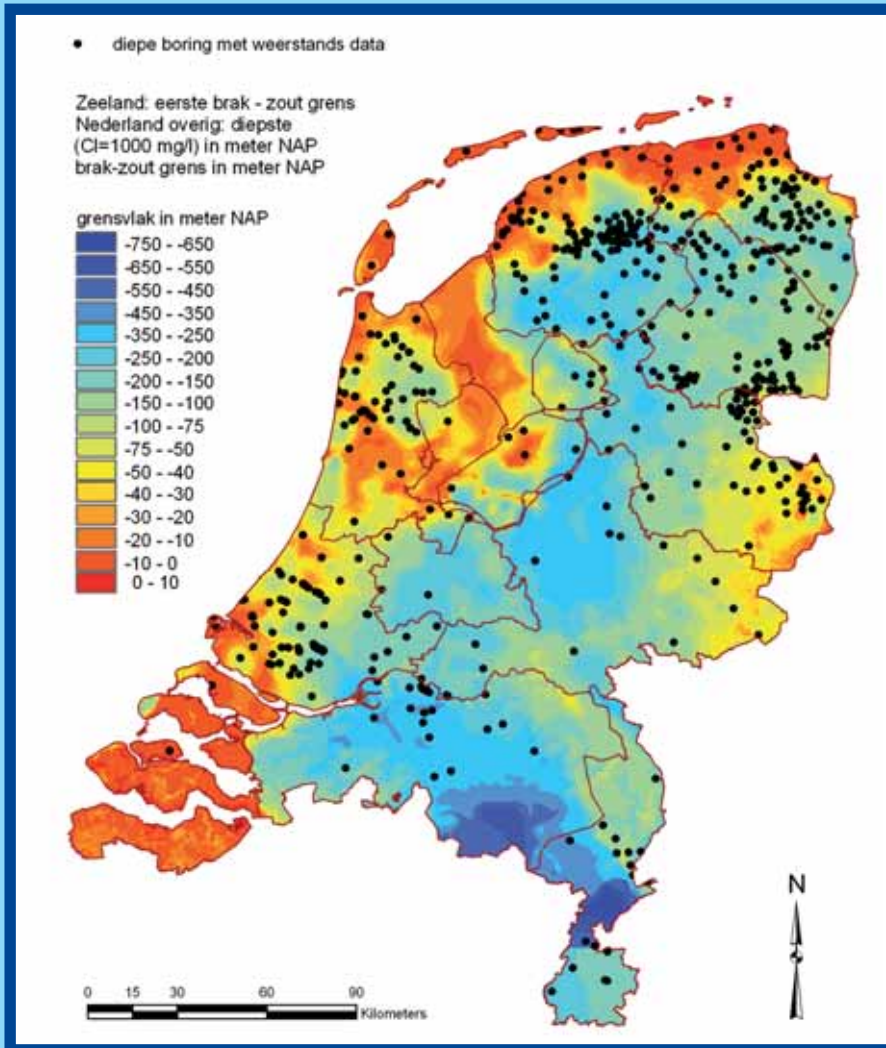 diepe boring met weerstands data
Zeeland: eerste brak - zout grens
Nederland overig: diepste
(Cl=1000 mg/l) in meter NAP
brak-zout grens in meter NAP
grensvlak in meter NAP
-750 - -650
-650 - -550
-550 - -450
-450 - -350
-350 - -250
-250 - -200
-200 - -150
-150 - -100
-100 - -75
-75 - -50
-50 - -40
-40 - -30
-30 - -20
-20 - -10
-10 - 0
0 - 10
N
0 15 30 60 90
Kilometers